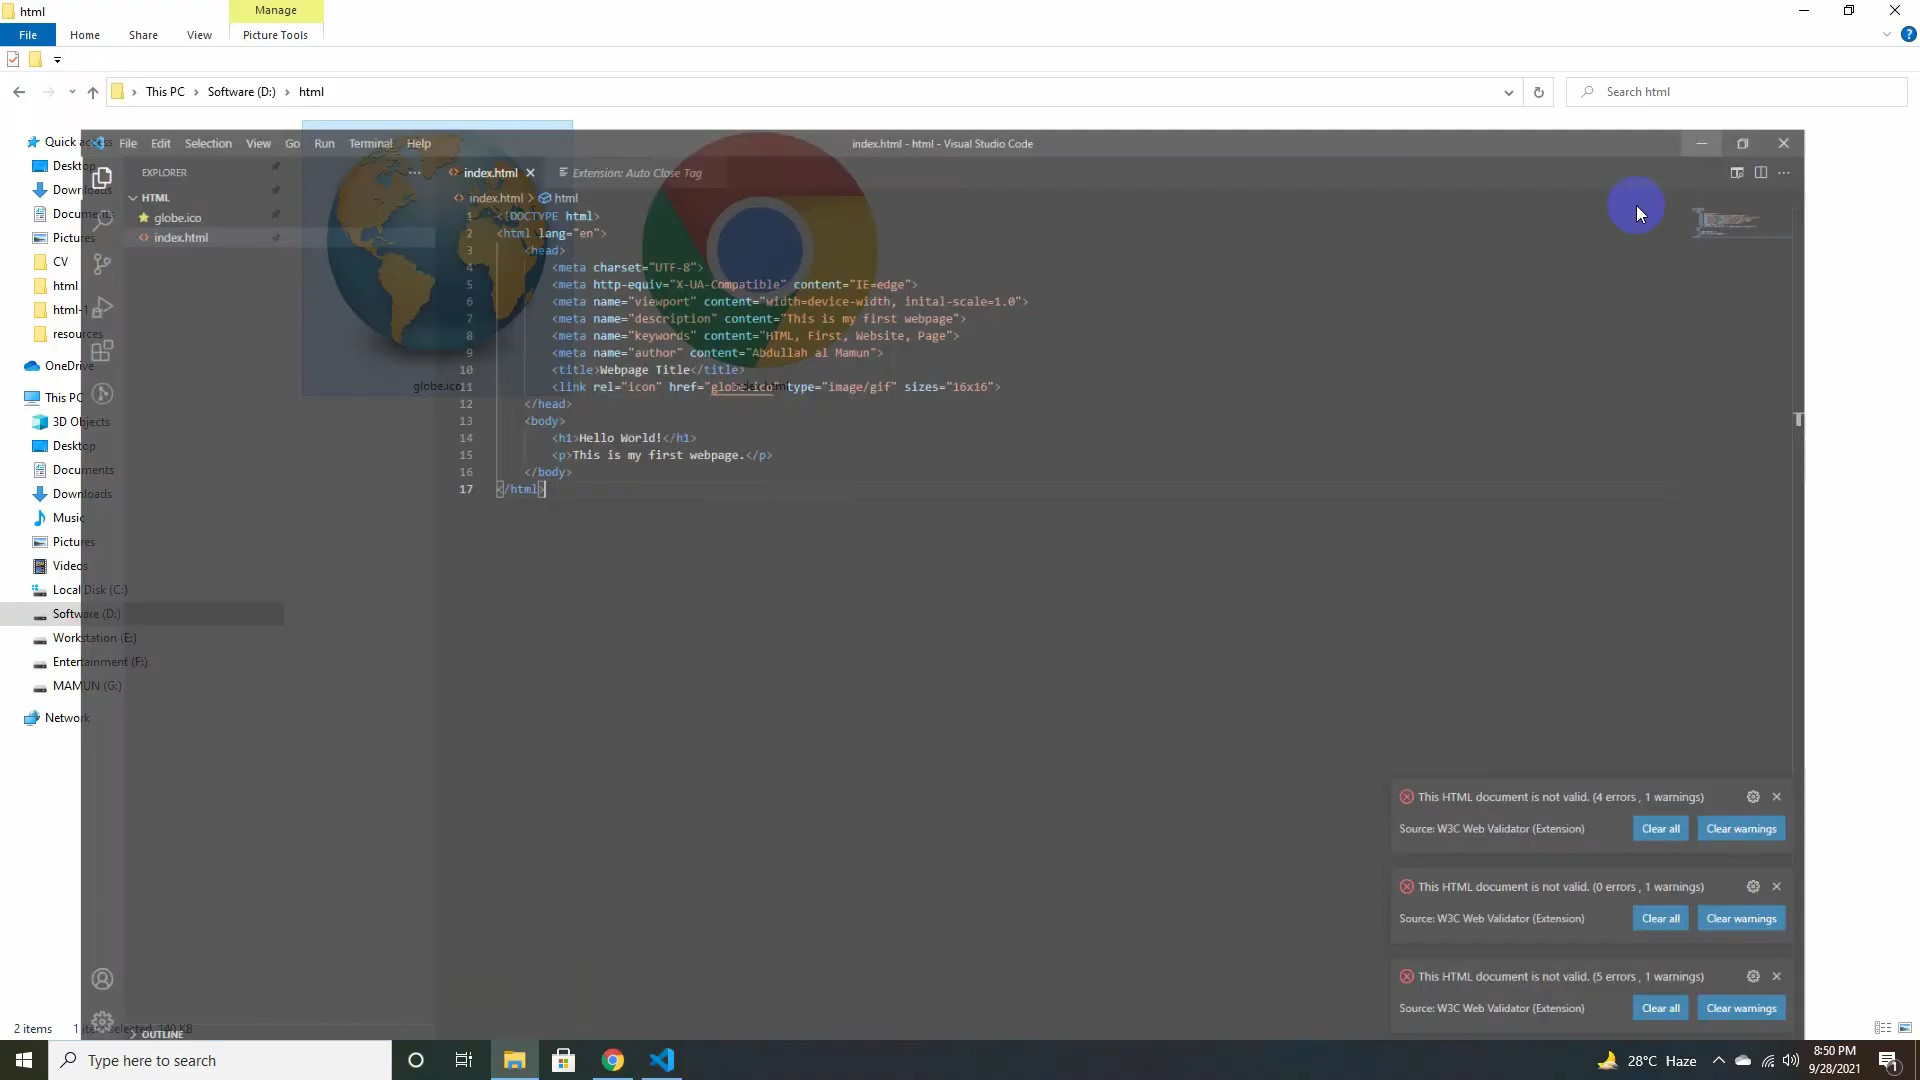 html
Manage
File
Home
Share
View
Picture Tools
This PC
Software (D:)
html
Search html
Quick access
Desktop
Downloads
Documents
Pictures
CV
html
html-1
resources
OneDrive
This PC
3D Objects
Desktop
Documents
Downloads
Music
Pictures
Videos
Local Disk (C:)
Software (D:)
Workstation (E:)
Entertainment (F:)
MAMUN (G:)
Network
2 items
1 item selected 140 KB
globe.ico
File Edit Selection View Go Run Terminal Help
index.html - html - Visual Studio Code
EXPLORER
HTML
globe.ico
index.html
OUTLINE
index.html
Extension: Auto Close Tag
index.html > html
1 <!DOCTYPE html>
2 <html lang="en">
3 <head>
4 <meta charset="UTF-8">
5 <meta http-equiv="X-UA-Compatible" content="IE=edge">
6 <meta name="viewport" content="width=device-width, inital-scale=1.0">
7 <meta name="description" content="This is my first webpage">
8 <meta name="keywords" content="HTML, First, Website, Page">
9 <meta name="author" content="Abdullah al Mamun">
10 <title>Webpage Title</title>
11 <link rel="icon" href="globe.ico" type="image/gif" sizes="16x16">
12 </head>
13 <body>
14 <h1>Hello World!</h1>
15 <p>This is my first webpage.</p>
16 </body>
17 </html>
This HTML document is not valid. (4 errors , 1 warnings)
Source: W3C Web Validator (Extension)
Clear all
Clear warnings
This HTML document is not valid. (0 errors , 1 warnings)
Source: W3C Web Validator (Extension)
Clear all
Clear warnings
This HTML document is not valid. (5 errors , 1 warnings)
Source: W3C Web Validator (Extension)
Clear all
Clear warnings
Type here to search
28°C Haze
8:50 PM
9/28/2021
1